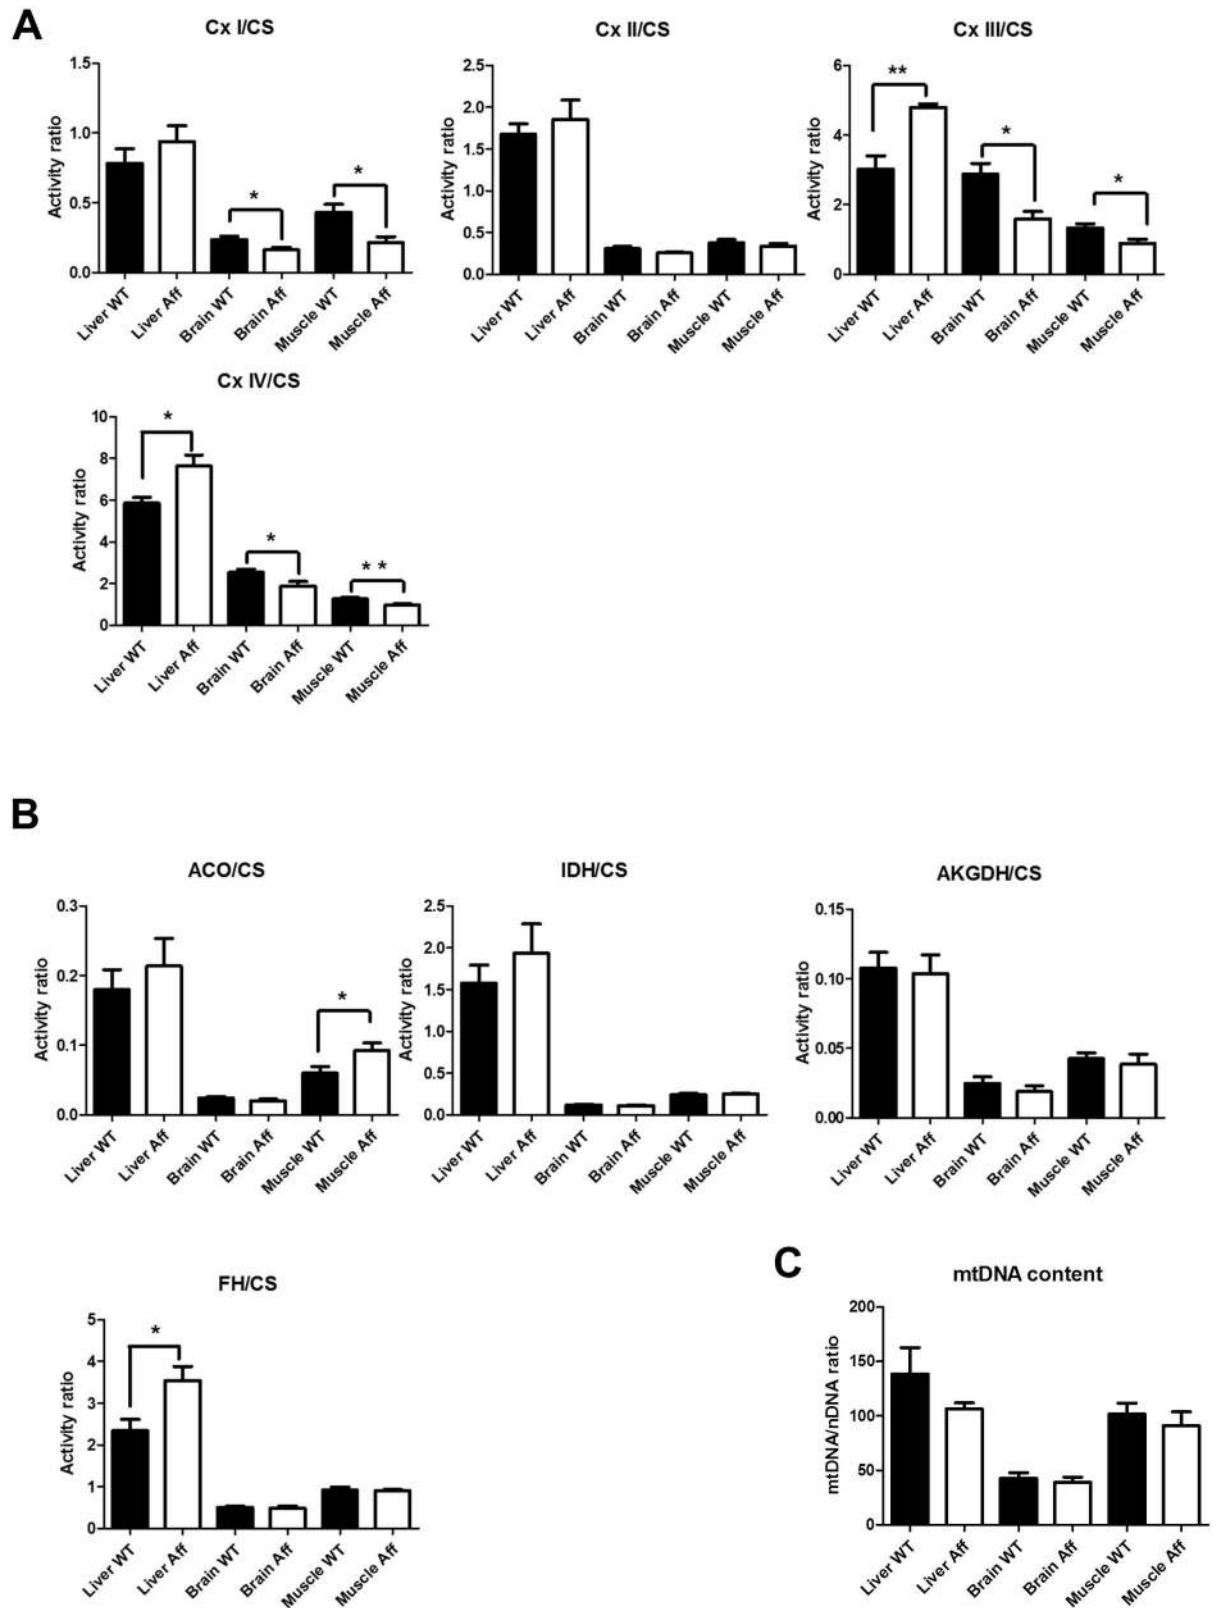 A
Cx I/CS
Activity ratio
1.5
1.0
0.5
0.0
*
*
Liver WT
Liver Aff
Brain WT
Brain Aff
Muscle WT
Muscle Aff
Cx II/CS
Activity ratio
2.5
2.0
1.5
1.0
0.5
0.0
Liver WT
Liver Aff
Brain WT
Brain Aff
Muscle WT
Muscle Aff
Cx III/CS
Activity ratio
6
4
2
0
**
*
*
Liver WT
Liver Aff
Brain WT
Brain Aff
Muscle WT
Muscle Aff
Cx IV/CS
Activity ratio
10
8
6
4
2
0
*
*
* *
Liver WT
Liver Aff
Brain WT
Brain Aff
Muscle WT
Muscle Aff
B
ACO/CS
Activity ratio
0.3
0.2
0.1
0.0
*
Liver WT
Liver Aff
Brain WT
Brain Aff
Muscle WT
Muscle Aff
IDH/CS
Activity ratio
2.5
2.0
1.5
1.0
0.5
0.0
Liver WT
Liver Aff
Brain WT
Brain Aff
Muscle WT
Muscle Aff
AKGDH/CS
Activity ratio
0.15
0.10
0.05
0.00
Liver WT
Liver Aff
Brain WT
Brain Aff
Muscle WT
Muscle Aff
FH/CS
Activity ratio
5
4
3
2
1
0
*
Liver WT
Liver Aff
Brain WT
Brain Aff
Muscle WT
Muscle Aff
C
mtDNA content
mtDNA/nDNA ratio
200
150
100
50
0
Liver WT
Liver Aff
Brain WT
Brain Aff
Muscle WT
Muscle Aff